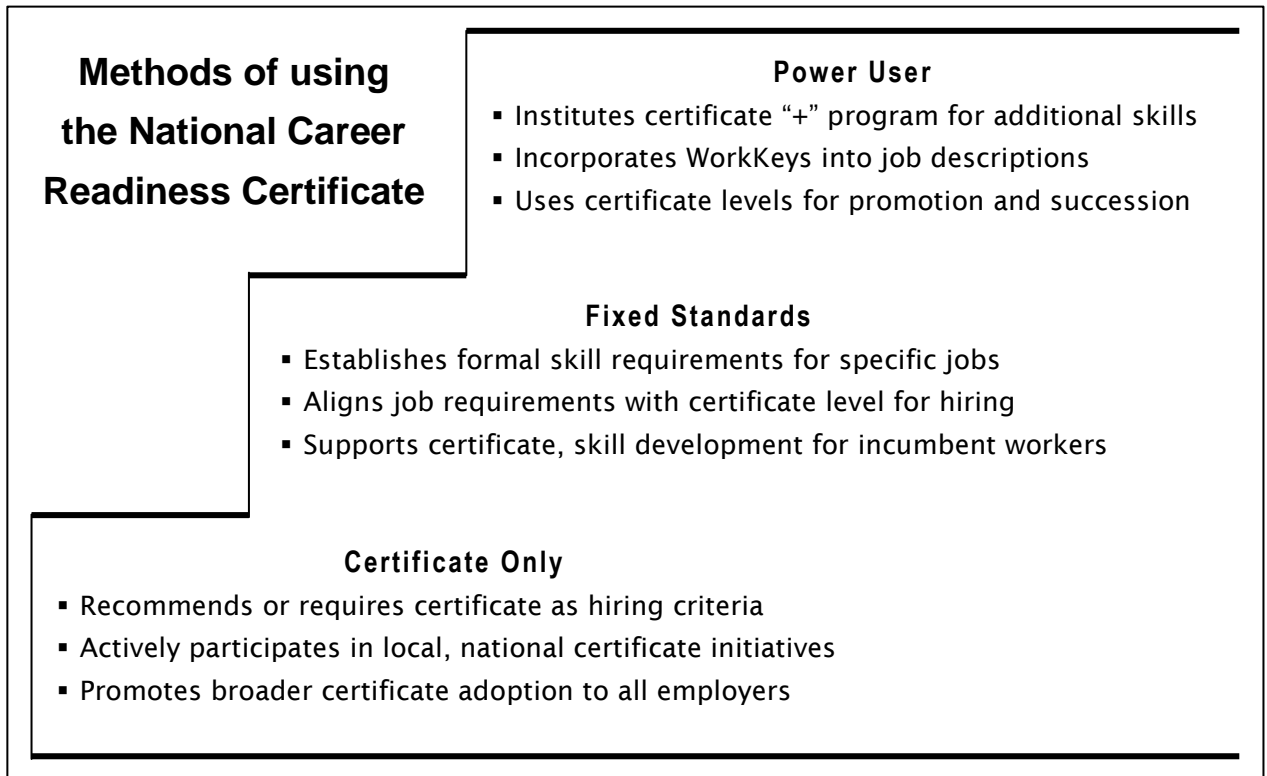 Methods of using
the National Career
Readiness Certificate
Power User
▪ Institutes certificate “+” program for additional skills
▪ Incorporates WorkKeys into job descriptions
▪ Uses certificate levels for promotion and succession
Fixed Standards
▪ Establishes formal skill requirements for specific jobs
▪ Aligns job requirements with certificate level for hiring
▪ Supports certificate, skill development for incumbent workers
Certificate Only
▪ Recommends or requires certificate as hiring criteria
▪ Actively participates in local, national certificate initiatives
▪ Promotes broader certificate adoption to all employers